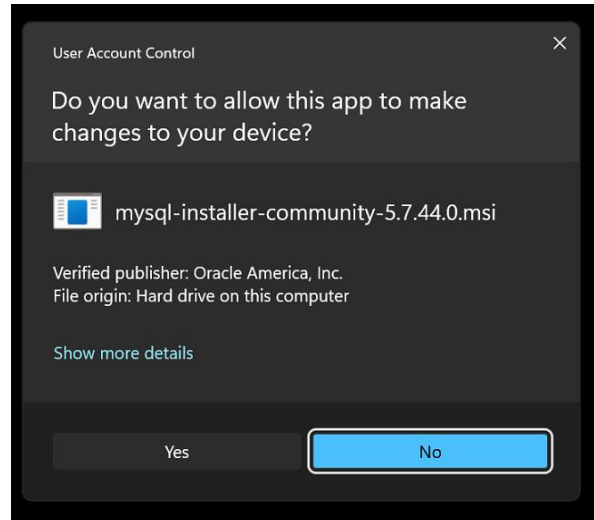 User Account Control
Do you want to allow this app to make
changes to your device?
mysql-installer-community-5.7.44.0.msi
Verified publisher: Oracle America, Inc.
File origin: Hard drive on this computer
Show more details
Yes
No